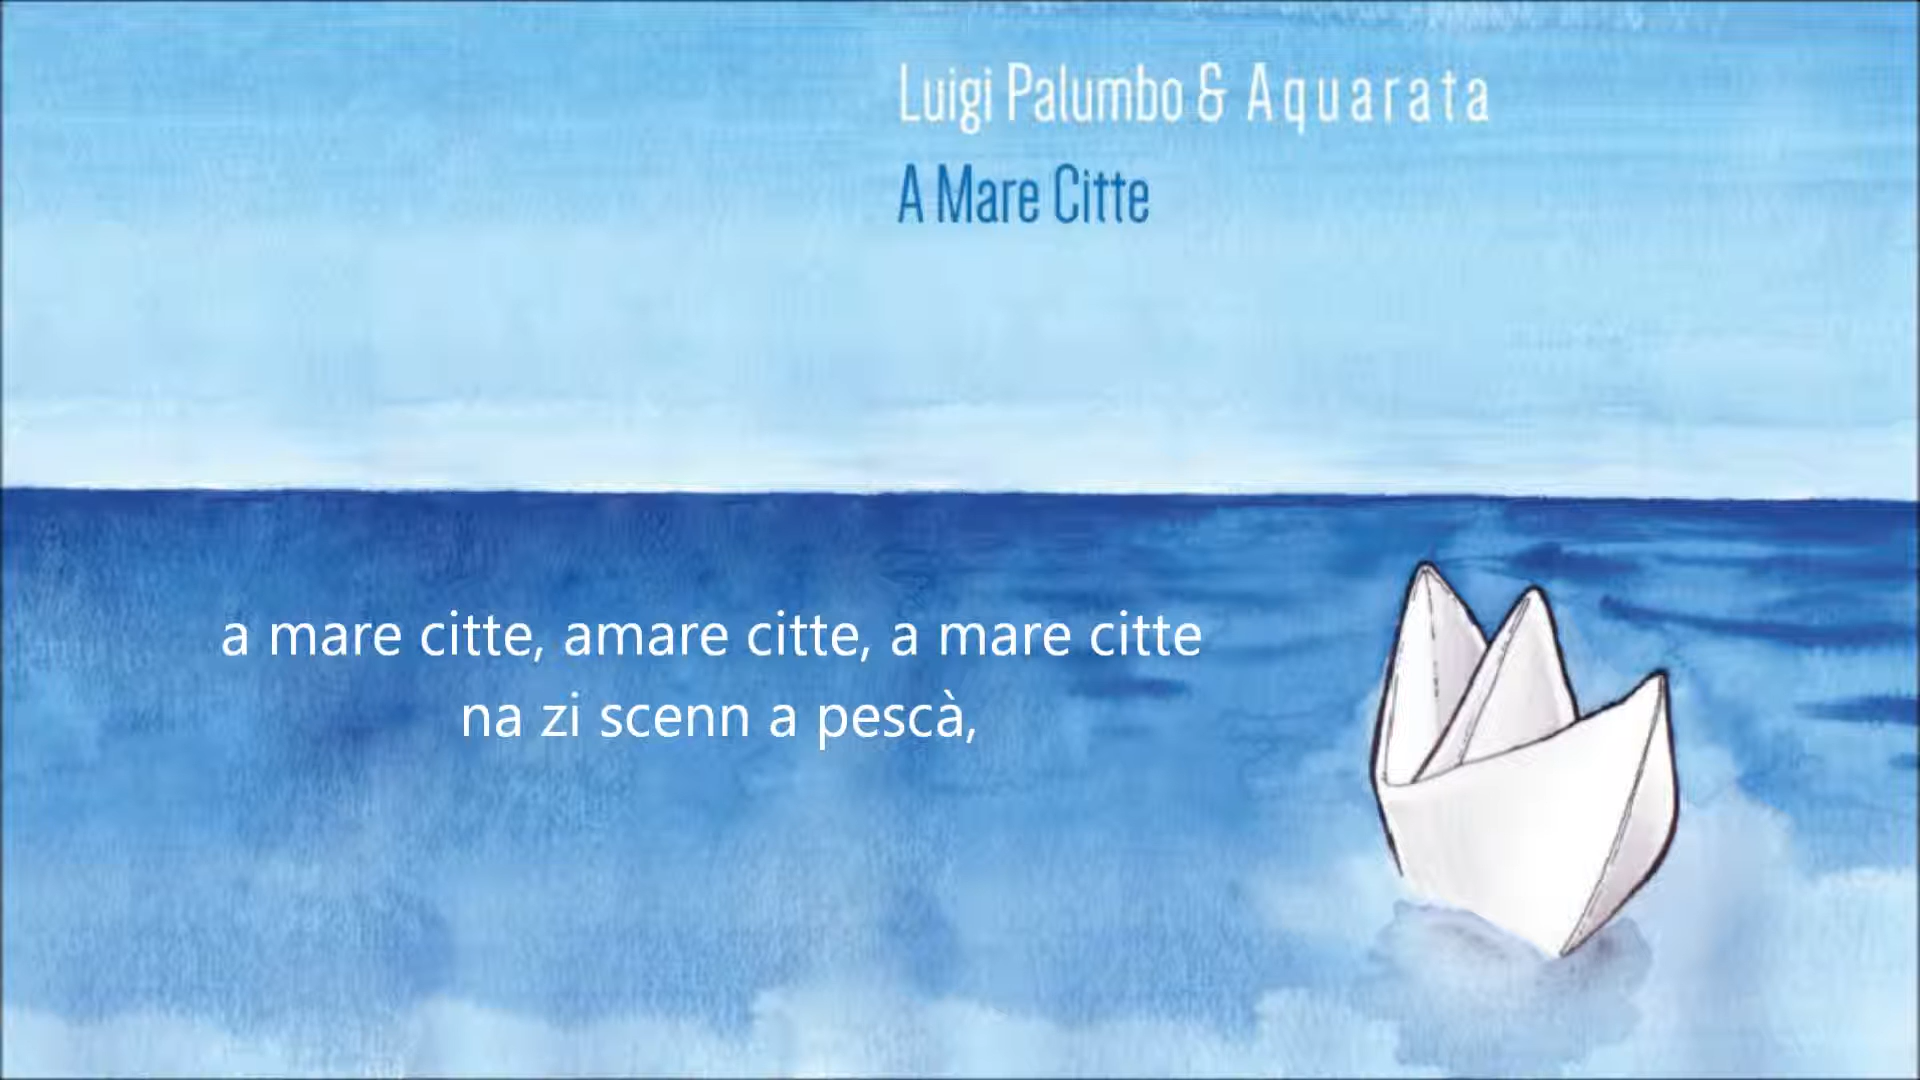 Luigi Palumbo & Aquarata
A Mare Citte
a mare citte, amare citte, a mare citte
na zi scenn a pescà,